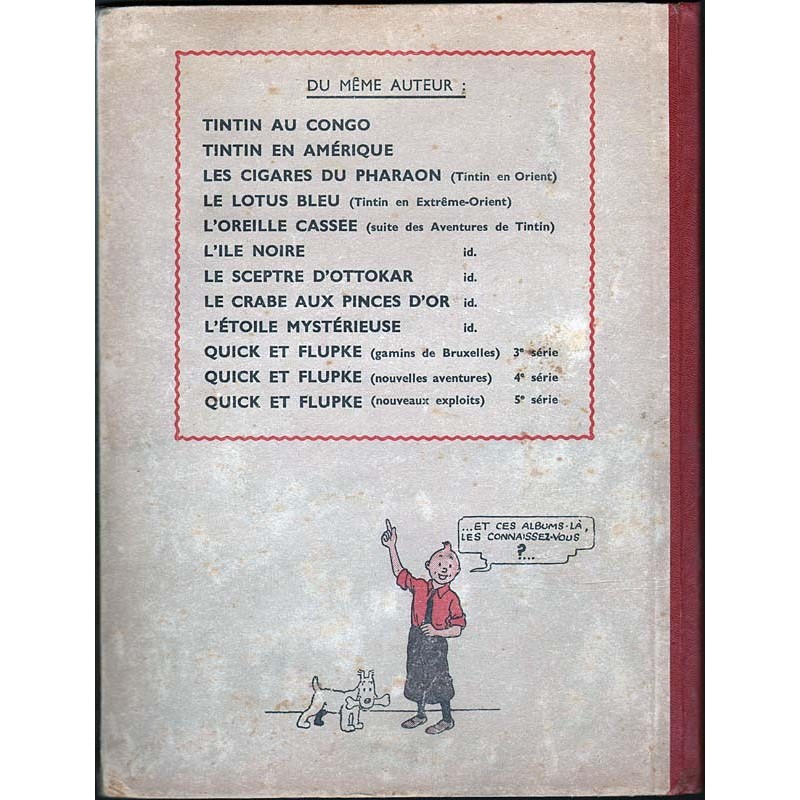 DU MÊME AUTEUR :
TINTIN AU CONGO
TINTIN EN AMÉRIQUE
LES CIGARES DU PHARAON (Tintin en Orient)
LE LOTUS BLEU (Tintin en Extrême-Orient)
L'OREILLE CASSÉE (suite des Aventures de Tintin)
L'ILE NOIRE id.
LE SCEPTRE D'OTTOKAR id.
LE CRABE AUX PINCES D'OR id.
L'ÉTOILE MYSTÉRIEUSE id.
QUICK ET FLUPKE (gamins de Bruxelles) 3e série
QUICK ET FLUPKE (nouvelles aventures) 4e série
QUICK ET FLUPKE (nouveaux exploits) 5e série
...ET CES ALBUMS-LÀ,
LES CONNAISSEZ-VOUS
?...